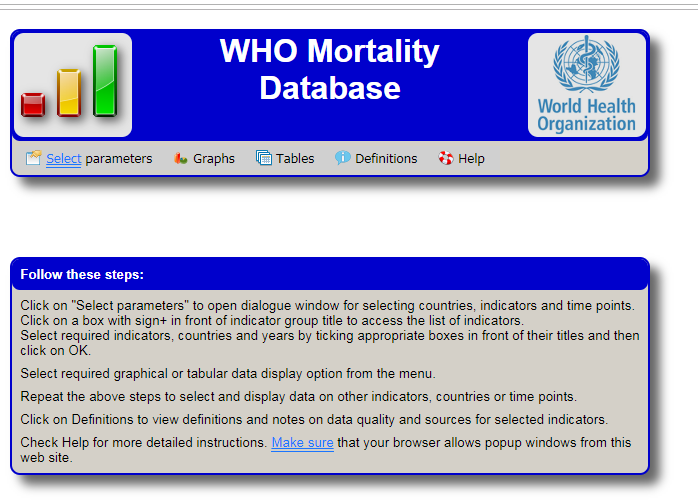 WHO Mortality
Database
World Health
Organization
Select parameters Graphs Tables Definitions Help
Follow these steps:
Click on "Select parameters" to open dialogue window for selecting countries, indicators and time points.
Click on a box with sign+ in front of indicator group title to access the list of indicators.
Select required indicators, countries and years by ticking appropriate boxes in front of their titles and then
click on OK.
Select required graphical or tabular data display option from the menu.
Repeat the above steps to select and display data on other indicators, countries or time points.
Click on Definitions to view definitions and notes on data quality and sources for selected indicators.
Check Help for more detailed instructions. Make sure that your browser allows popup windows from this
web site.